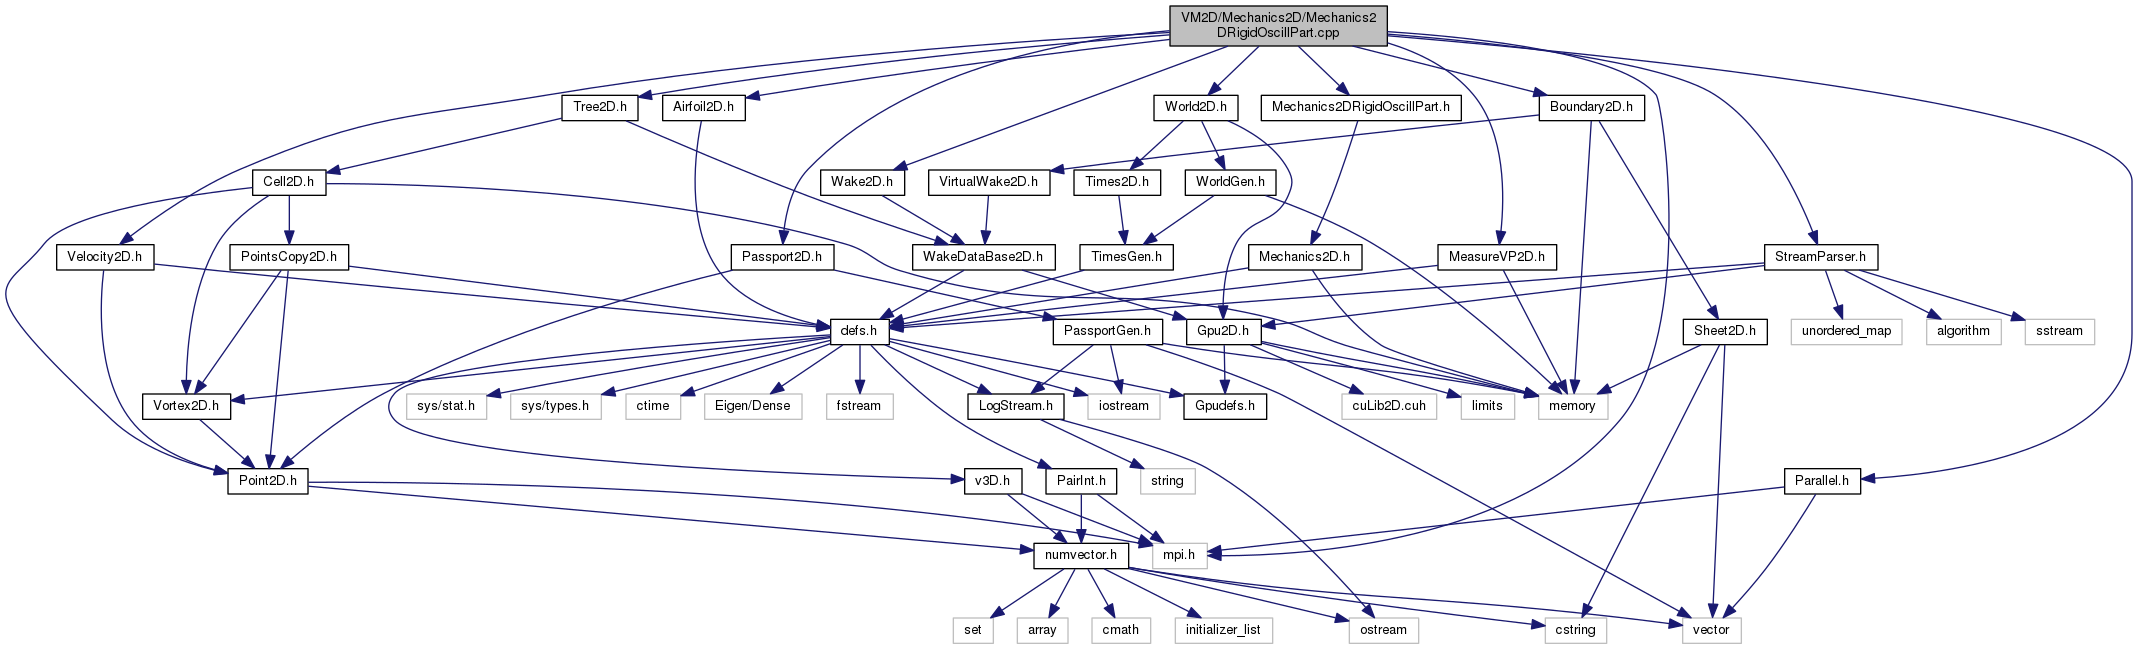 VM2D/Mechanics2D/Mechanics2
DRigidOscillPart.cpp
Tree2D.h
Airfoil2D.h
World2D.h
Mechanics2DRigidOscillPart.h
Boundary2D.h
Cell2D.h
Wake2D.h
VirtualWake2D.h
Times2D.h
WorldGen.h
Velocity2D.h
PointsCopy2D.h
Passport2D.h
WakeDataBase2D.h
TimesGen.h
Mechanics2D.h
MeasureVP2D.h
StreamParser.h
defs.h
PassportGen.h
Gpu2D.h
Sheet2D.h
unordered_map
algorithm
sstream
Vortex2D.h
sys/stat.h
sys/types.h
ctime
Eigen/Dense
fstream
LogStream.h
iostream
Gpudefs.h
cuLib2D.cuh
limits
memory
Point2D.h
v3D.h
PairInt.h
string
Parallel.h
numvector.h
mpi.h
set
array
cmath
initializer_list
ostream
cstring
vector